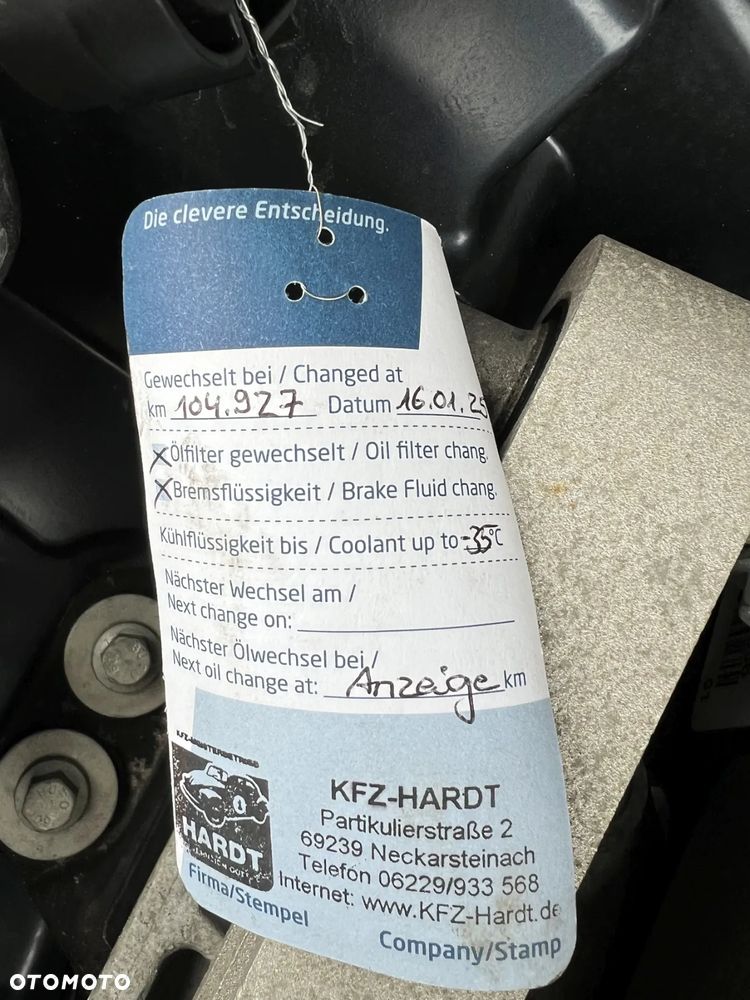 Die clevere Entscheidung.
Gewechselt bei / Changed at
km 104.927 Datum 16.01.25
Ölfilter gewechselt / Oil filter chang.
Bremsflüssigkeit / Brake Fluid chang.
Kühlflüssigkeit bis / Coolant up to -35°C
Nächster Wechsel am /
Next change on:
Nächster Ölwechsel bei /
Next oil change at: Anzeige km
KFZ-MEISTERBETRIEB
HARDT
KFZ-HARDT
Partikulierstraße 2
69239 Neckarsteinach
Telefon 06229/933 568
Internet: www.KFZ-Hardt.de
Firma/Stempel
Company/Stamp
OTOMOTO